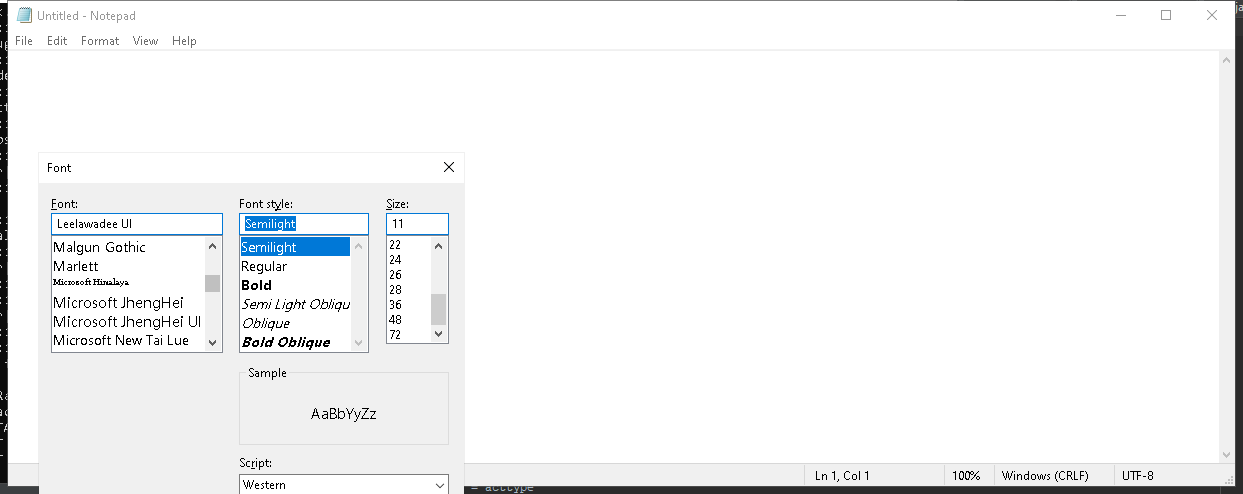 Untitled - Notepad
File Edit Format View Help
Font
Font: Font style: Size:
Leelawadee UI Semilight 11
Malgun Gothic Semilight 22
Marlett Regular 24
Microsoft Himalaya Bold 26
Microsoft JhengHei Semi Light Obliqu 28
Microsoft JhengHei UI Oblique 36
Microsoft New Tai Lue Bold Oblique 48
72
Sample
AaBbYyZz
Script:
Western
Ln 1, Col 1 100% Windows (CRLF) UTF-8
= acctype